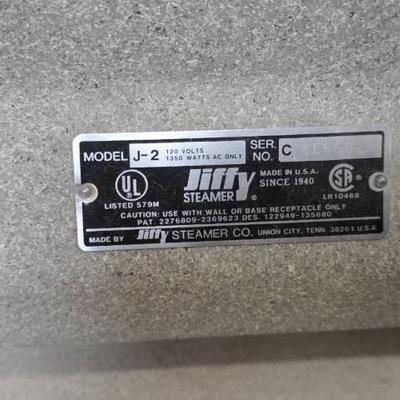 MODEL J-2 120 VOLTS 1350 WATTS AC ONLY SER. NO. C
UL
LISTED 579M
Jiffy
STEAMER®
MADE IN U.S.A.
SINCE 1940
SA
LR10468
CAUTION: USE WITH WALL OR BASE RECEPTACLE ONLY
PAT. 2276809-2369623 DES. 122949-135680
MADE BY Jiffy STEAMER CO. UNION CITY, TENN. 38261 U.S.A.